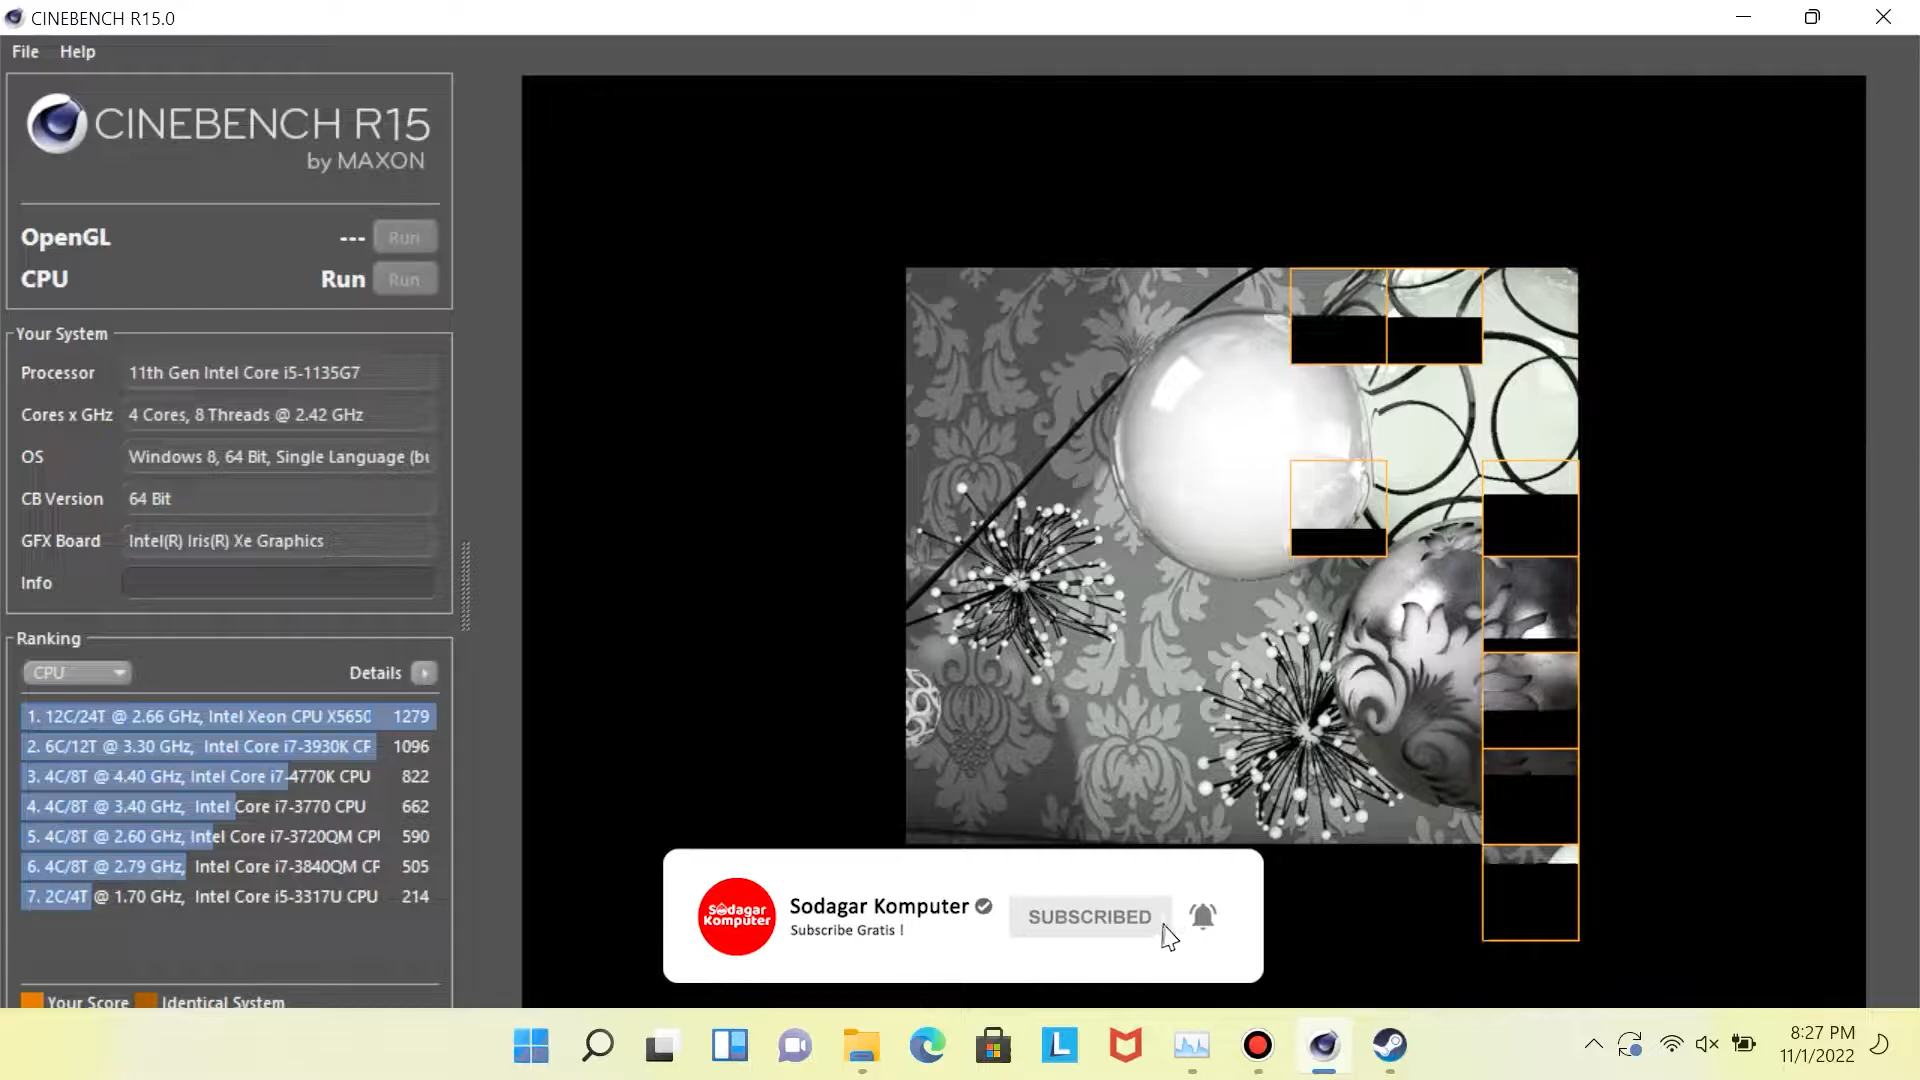 CINEBENCH R15.0
File Help
CINEBENCH R15
by MAXON
OpenGL --- Run
CPU Run Run
Your System
Processor 11th Gen Intel Core i5-1135G7
Cores x GHz 4 Cores, 8 Threads @ 2.42 GHz
OS Windows 8, 64 Bit, Single Language (bu
CB Version 64 Bit
GFX Board Intel(R) Iris(R) Xe Graphics
Info
Ranking
CPU Details
1. 12C/24T @ 2.66 GHz, Intel Xeon CPU X5650 1279
2. 6C/12T @ 3.30 GHz, Intel Core i7-3930K CP 1096
3. 4C/8T @ 4.40 GHz, Intel Core i7-4770K CPU 822
4. 4C/8T @ 3.40 GHz, Intel Core i7-3770 CPU 662
5. 4C/8T @ 2.60 GHz, Intel Core i7-3720QM CPU 590
6. 4C/8T @ 2.79 GHz, Intel Core i7-3840QM CP 505
7. 2C/4T @ 1.70 GHz, Intel Core i5-3317U CPU 214
Your Score Identical System
Sodagar
Komputer
Sodagar Komputer
Subscribe Gratis !
SUBSCRIBED
L
8:27 PM
11/1/2022